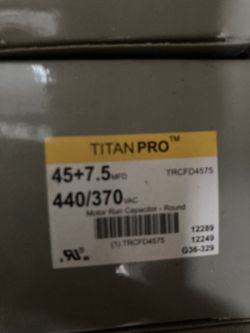 TITAN PRO™
45+7.5 MFD TRCFD4575
440/370 VAC
Motor Run Capacitor - Round
12289
12249
(1) TRCFD4575
G36-329